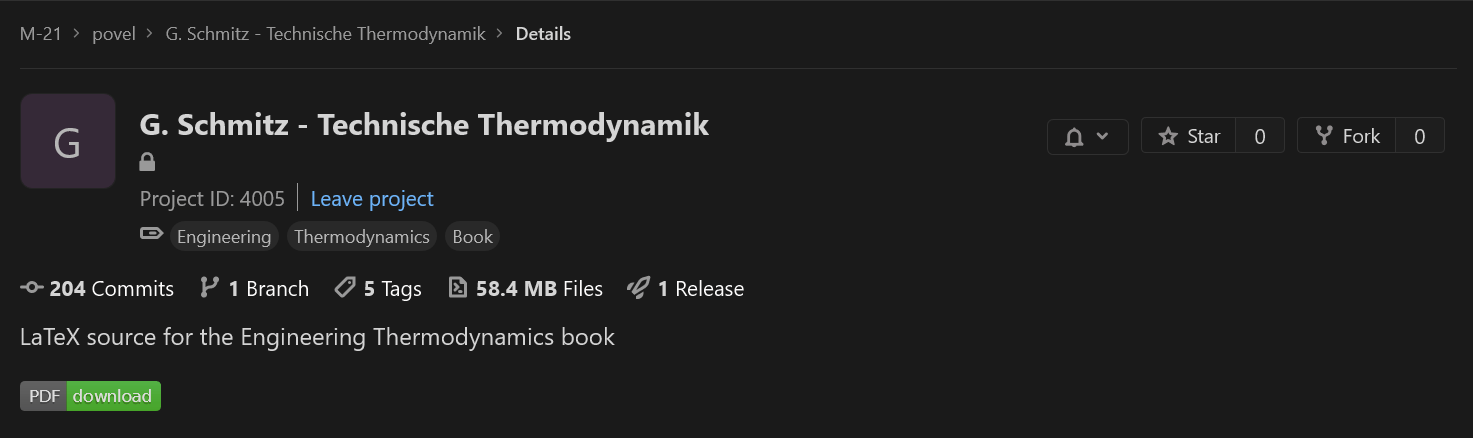 M-21 > povel > G. Schmitz - Technische Thermodynamik > Details
G
G. Schmitz - Technische Thermodynamik
Star 0 Fork 0
Project ID: 4005 Leave project
Engineering Thermodynamics Book
204 Commits 1 Branch 5 Tags 58.4 MB Files 1 Release
LaTeX source for the Engineering Thermodynamics book
PDF download